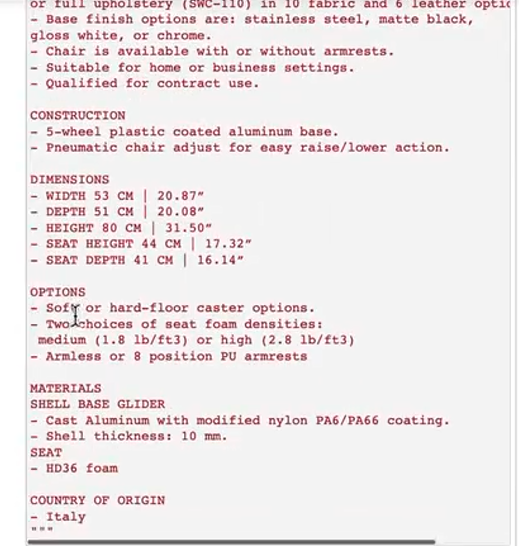 or full upholstery (SWC-110) in 10 fabric and 6 leather
- Base finish options are: stainless steel, matte black,
gloss white, or chrome.
- Chair is available with or without armrests.
- Suitable for home or business settings.
- Qualified for contract use.
CONSTRUCTION
- 5-wheel plastic coated aluminum base.
- Pneumatic chair adjust for easy raise/lower action.
DIMENSIONS
- WIDTH 53 CM | 20.87”
- DEPTH 51 CM | 20.08”
- HEIGHT 80 CM | 31.50”
- SEAT HEIGHT 44 CM | 17.32”
- SEAT DEPTH 41 CM | 16.14”
OPTIONS
- Soft or hard-floor caster options.
- Two choices of seat foam densities:
medium (1.8 lb/ft3) or high (2.8 lb/ft3)
- Armless or 8 position PU armrests
MATERIALS
SHELL BASE GLIDER
- Cast Aluminum with modified nylon PA6/PA66 coating.
- Shell thickness: 10 mm.
SEAT
- HD36 foam
COUNTRY OF ORIGIN
- Italy
"""